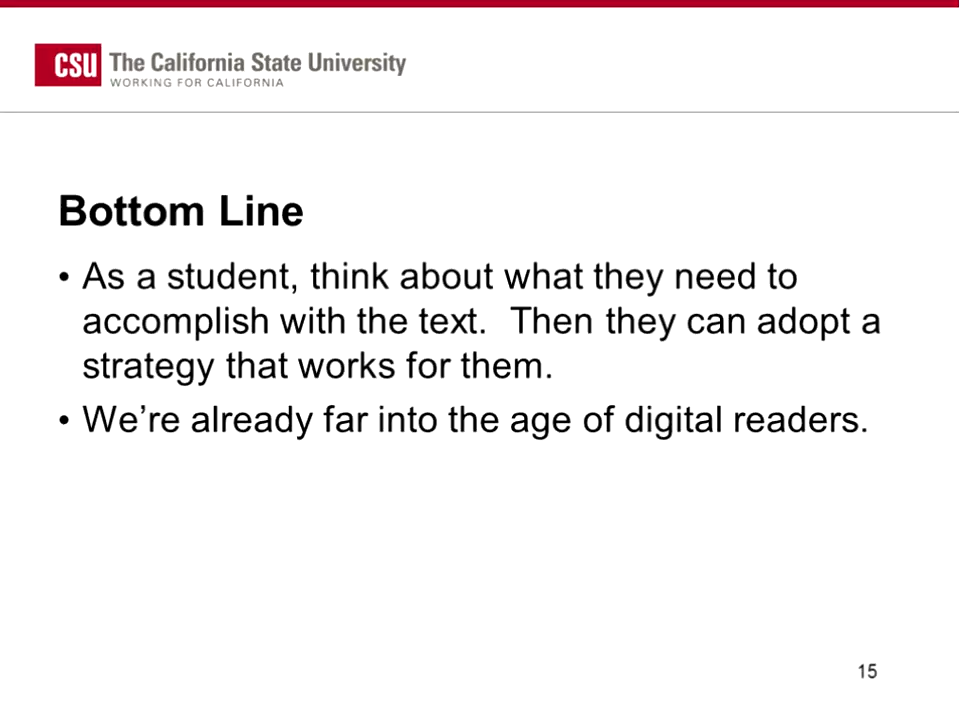 CSU The California State University
WORKING FOR CALIFORNIA
Bottom Line
• As a student, think about what they need to
accomplish with the text.  Then they can adopt a
strategy that works for them.
• We’re already far into the age of digital readers.
15